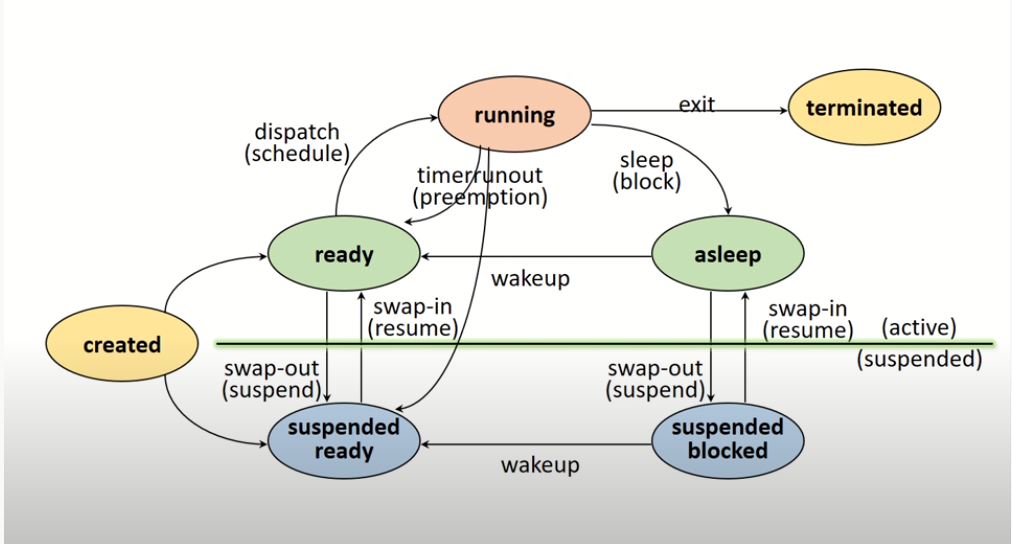 running
exit
terminated
dispatch
(schedule)
sleep
(block)
timerrunout
(preemption)
ready
asleep
wakeup
swap-in
(resume)
swap-in
(resume)
(active)
created
(suspended)
swap-out
(suspend)
swap-out
(suspend)
suspended
ready
suspended
blocked
wakeup